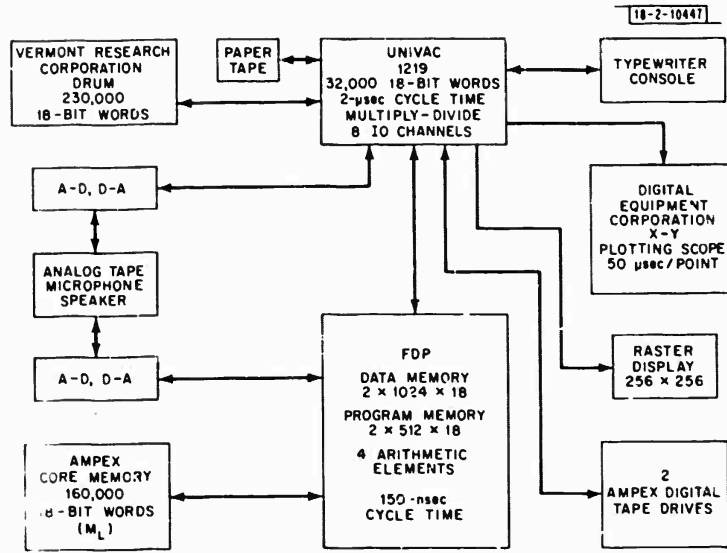 18-2-10447
VERMONT RESEARCH
CORPORATION
DRUM
230,000
18-BIT WORDS
PAPER
TAPE
UNIVAC
1219
32,000 18-BIT WORDS
2-μsec CYCLE TIME
MULTIPLY-DIVIDE
8 IO CHANNELS
TYPEWRITER
CONSOLE
A-D, D-A
DIGITAL
EQUIPMENT
CORPORATION
X-Y
PLOTTING SCOPE
50 μsec/POINT
ANALOG TAPE
MICROPHONE
SPEAKER
A-D, D-A
FDP
DATA MEMORY
2 × 1024 × 18
PROGRAM MEMORY
2 × 512 × 18
4 ARITHMETIC
ELEMENTS
150-nsec
CYCLE TIME
RASTER
DISPLAY
256 × 256
AMPEX
CORE MEMORY
160,000
18-BIT WORDS
(M_L)
2
AMPEX DIGITAL
TAPE DRIVES